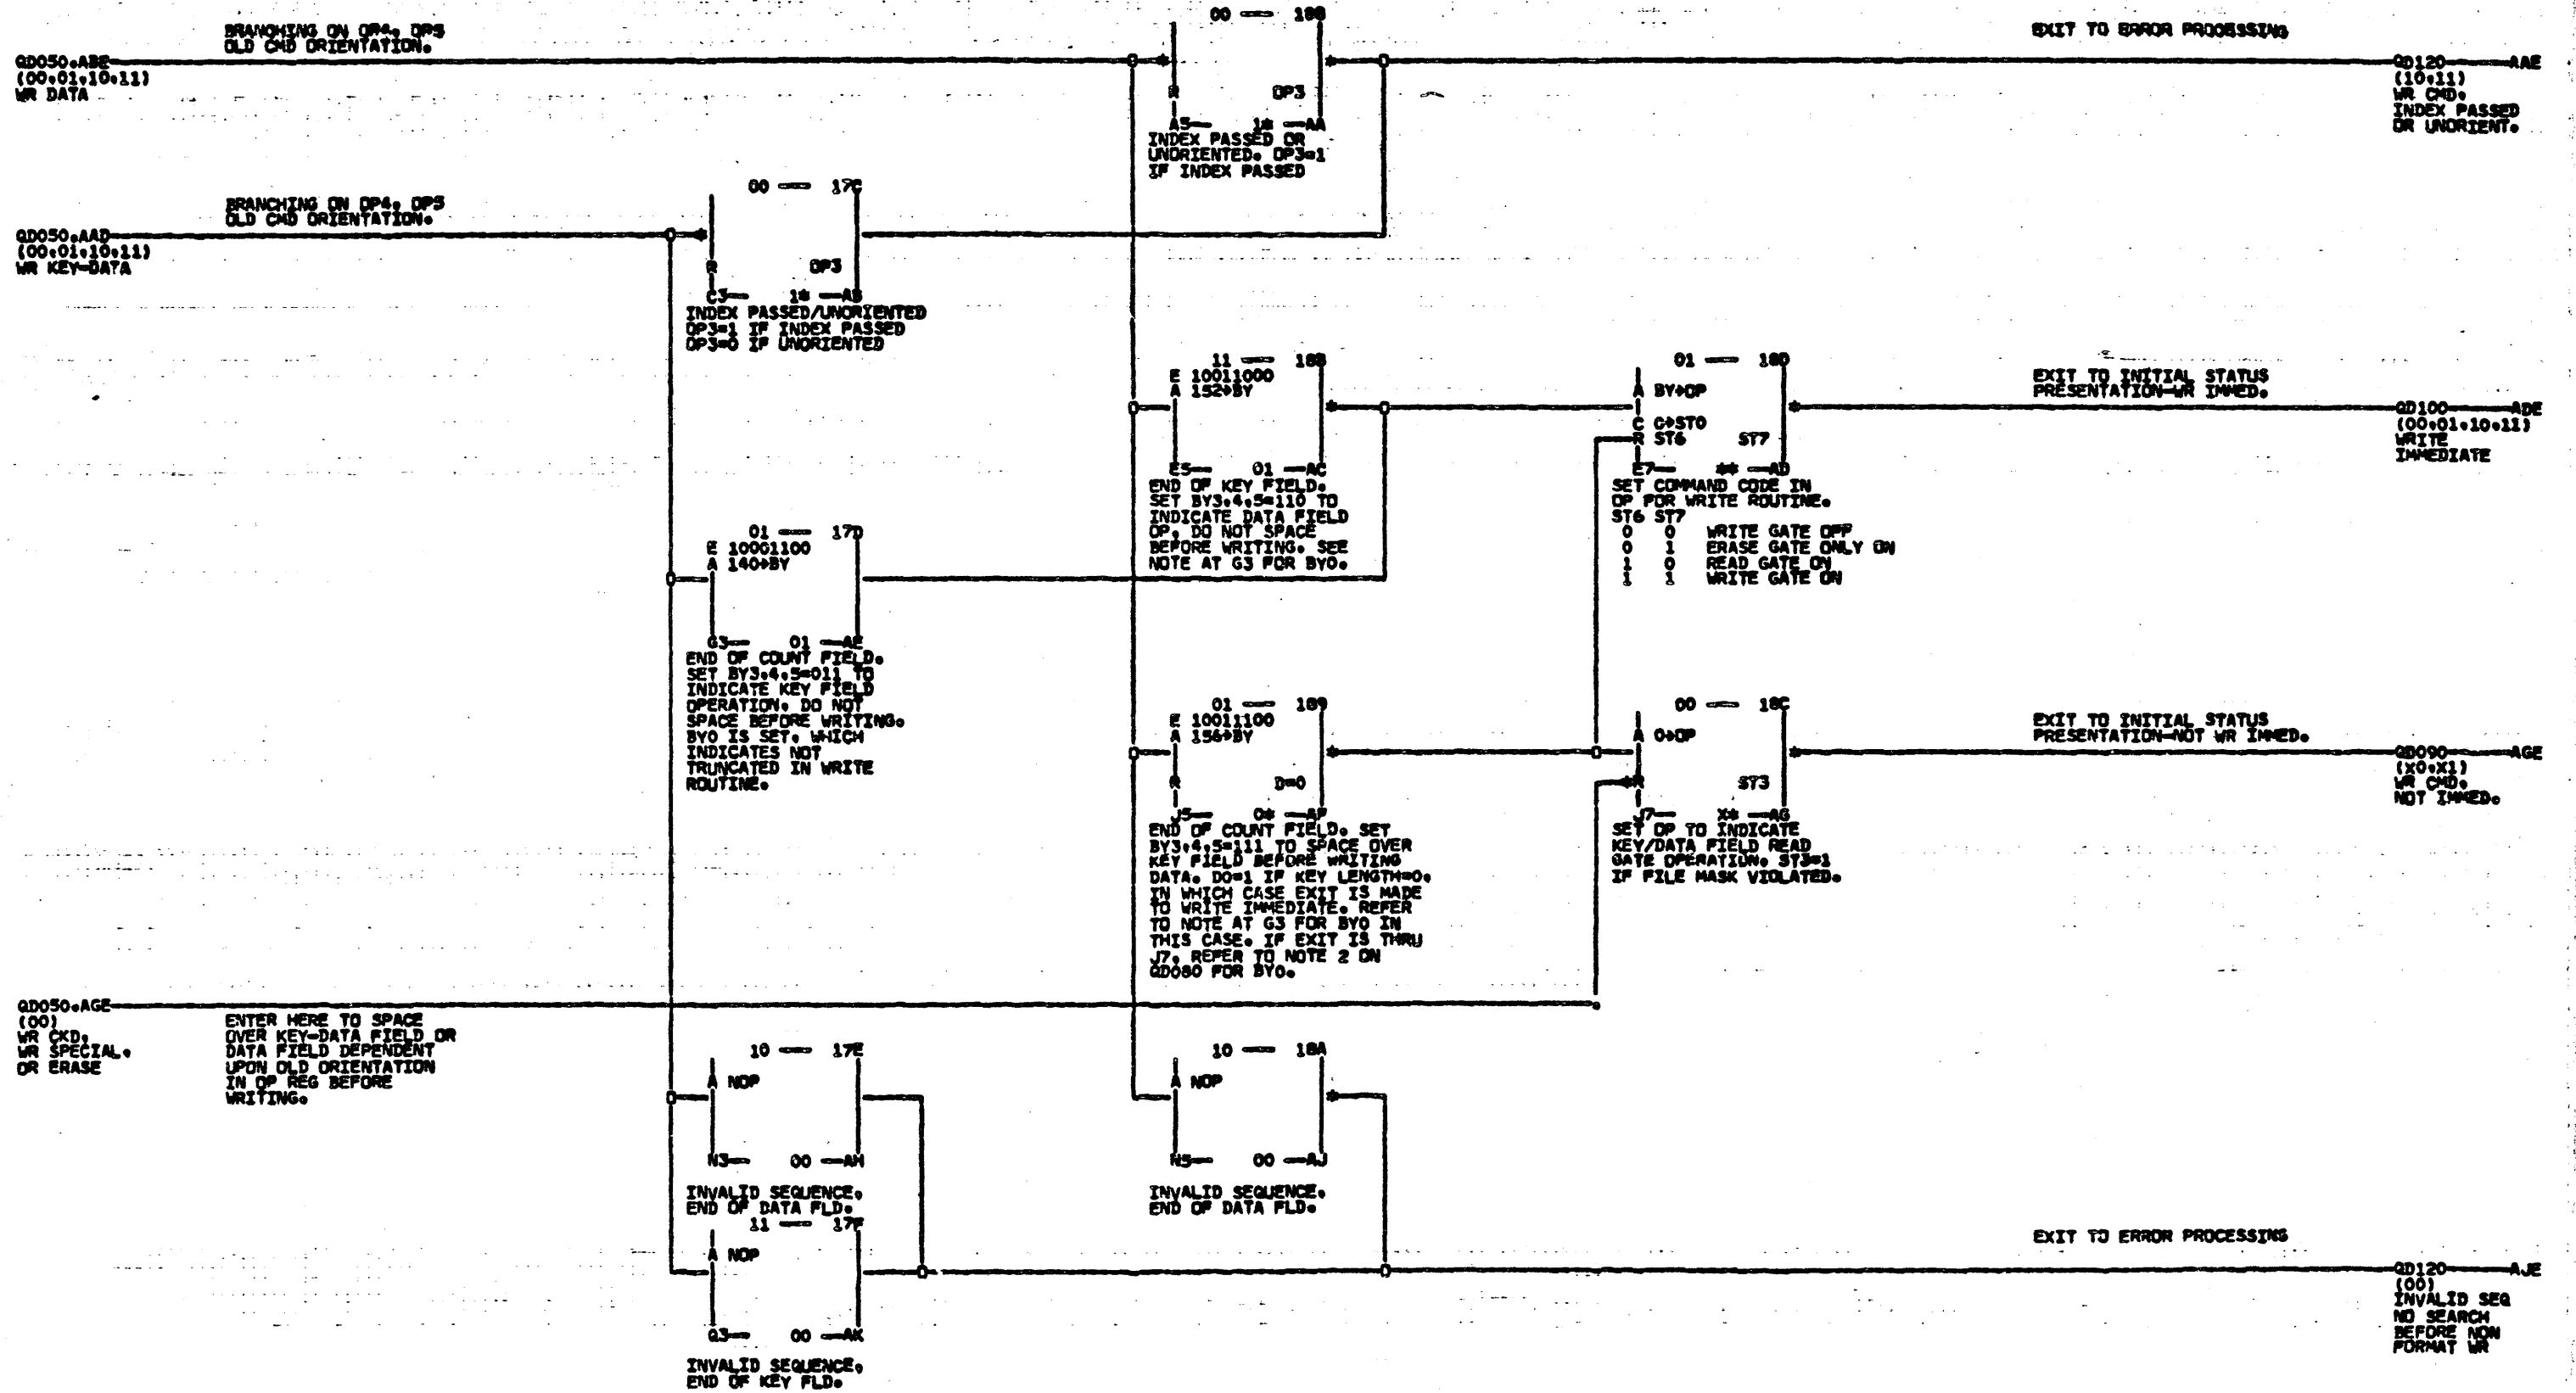 00 — 188
BRANCHING ON OP4, OP5
OLD CMD ORIENTATION.
EXIT TO ERROR PROCESSING
QD050.ABE
(00,01,10,11)
WR DATA
R OP3
A5— 1* —AA
INDEX PASSED OR
UNORIENTED. OP3=1
IF INDEX PASSED
QD120 AAE
(10,11)
WR CMD.
INDEX PASSED
OR UNORIENT.
BRANCHING ON OP4, OP5
OLD CMD ORIENTATION.
QD050.AAD
(00,01,10,11)
WR KEY-DATA
00 — 17C
R OP3
C3— 1* —AB
INDEX PASSED/UNORIENTED
OP3=1 IF INDEX PASSED
OP3=0 IF UNORIENTED
11 — 18B
E 10011000
A 152→BY
E5— 01 —AC
END OF KEY FIELD.
SET BY3,4,5=110 TO
INDICATE DATA FIELD
OP, DO NOT SPACE
BEFORE WRITING. SEE
NOTE AT G3 FOR BY0.
01 — 18D
A BY→OP
C C→ST0
R ST6 ST7
E7— ** —AD
SET COMMAND CODE IN
OP FOR WRITE ROUTINE.
ST6 ST7
0 0 WRITE GATE OFF
0 1 ERASE GATE ONLY ON
1 0 READ GATE ON
1 1 WRITE GATE ON
EXIT TO INITIAL STATUS
PRESENTATION-WR IMMED.
QD100 ADE
(00,01,10,11)
WRITE
IMMEDIATE
01 — 17D
E 10001100
A 140→BY
G3— 01 —AE
END OF COUNT FIELD.
SET BY3,4,5=011 TO
INDICATE KEY FIELD
OPERATION. DO NOT
SPACE BEFORE WRITING.
BY0 IS SET, WHICH
INDICATES NOT
TRUNCATED IN WRITE
ROUTINE.
01 — 189
E 10011100
A 156→BY
R D=0
J5— 0* —AF
END OF COUNT FIELD. SET
BY3,4,5=111 TO SPACE OVER
KEY FIELD BEFORE WRITING
DATA. D0=1 IF KEY LENGTH=0,
IN WHICH CASE EXIT IS MADE
TO WRITE IMMEDIATE. REFER
TO NOTE AT G3 FOR BY0 IN
THIS CASE. IF EXIT IS THRU
J7, REFER TO NOTE 2 ON
QD080 FOR BY0.
00 — 18C
A 0→OP
R ST3
J7— X* —AG
SET OP TO INDICATE
KEY/DATA FIELD READ
GATE OPERATION. ST3=1
IF FILE MASK VIOLATED.
EXIT TO INITIAL STATUS
PRESENTATION-NOT WR IMMED.
QD090 AGE
(X0,X1)
WR CMD.
NOT IMMED.
QD050.AGE
(00)
WR CKD,
WR SPECIAL,
OR ERASE
ENTER HERE TO SPACE
OVER KEY-DATA FIELD OR
DATA FIELD DEPENDENT
UPON OLD ORIENTATION
IN OP REG BEFORE
WRITING.
10 — 17E
A NOP
N3— 00 —AH
INVALID SEQUENCE,
END OF DATA FLD.
10 — 18A
A NOP
N5— 00 —AJ
INVALID SEQUENCE,
END OF DATA FLD.
11 — 17F
A NOP
Q3— 00 —AK
INVALID SEQUENCE,
END OF KEY FLD.
EXIT TO ERROR PROCESSING
QD120 AJE
(00)
INVALID SEQ
NO SEARCH
BEFORE NON
FORMAT WR